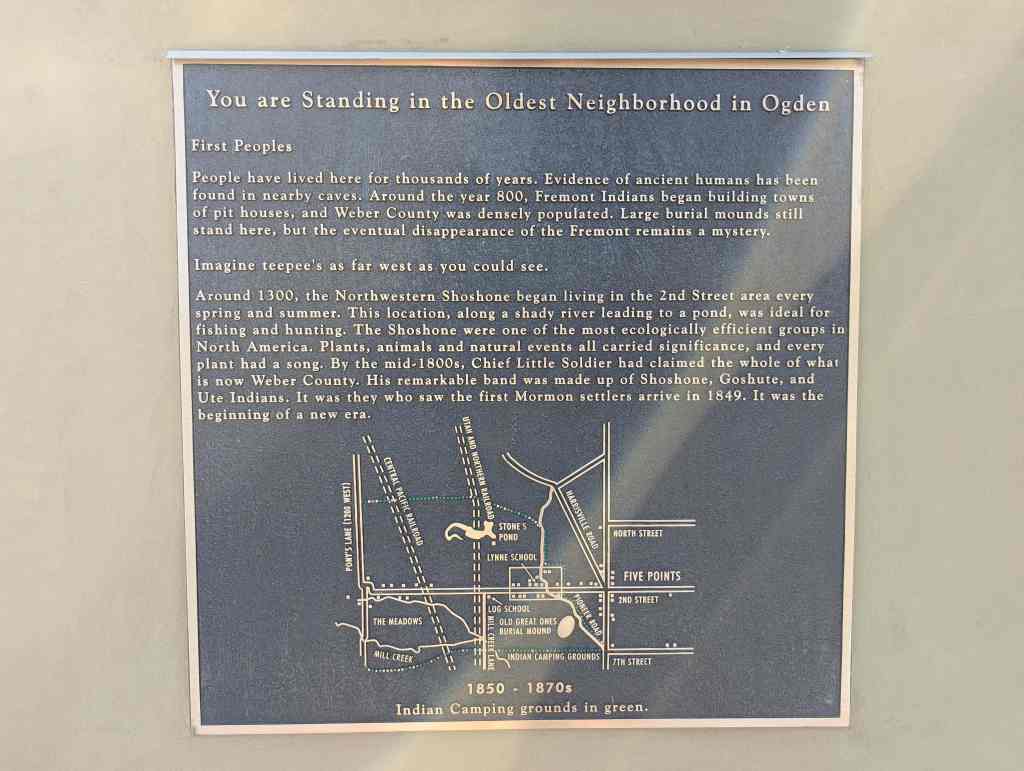 You are Standing in the Oldest Neighborhood in Ogden
First Peoples
People have lived here for thousands of years. Evidence of ancient humans has been
found in nearby caves. Around the year 800, Fremont Indians began building towns
of pit houses, and Weber County was densely populated. Large burial mounds still
stand here, but the eventual disappearance of the Fremont remains a mystery.
Imagine teepee's as far west as you could see.
Around 1300, the Northwestern Shoshone began living in the 2nd Street area every
spring and summer. This location, along a shady river leading to a pond, was ideal for
fishing and hunting. The Shoshone were one of the most ecologically efficient groups in
North America. Plants, animals and natural events all carried significance, and every
plant had a song. By the mid-1800s, Chief Little Soldier had claimed the whole of what
is now Weber County. His remarkable band was made up of Shoshone, Goshute, and
Ute Indians. It was they who saw the first Mormon settlers arrive in 1849. It was the
beginning of a new era.
PONY'S LANE (1200 WEST)
CENTRAL PACIFIC RAILROAD
UTAH AND NORTHERN RAILROAD
HARRISVILLE ROAD
STONE'S
POND
NORTH STREET
LYNNE SCHOOL
FIVE POINTS
2ND STREET
LOG SCHOOL
PIONEER ROAD
THE MEADOWS
OLD GREAT ONES
BURIAL MOUND
MILL CREEK LANE
MILL CREEK
INDIAN CAMPING GROUNDS
7TH STREET
1850 - 1870s
Indian Camping grounds in green.